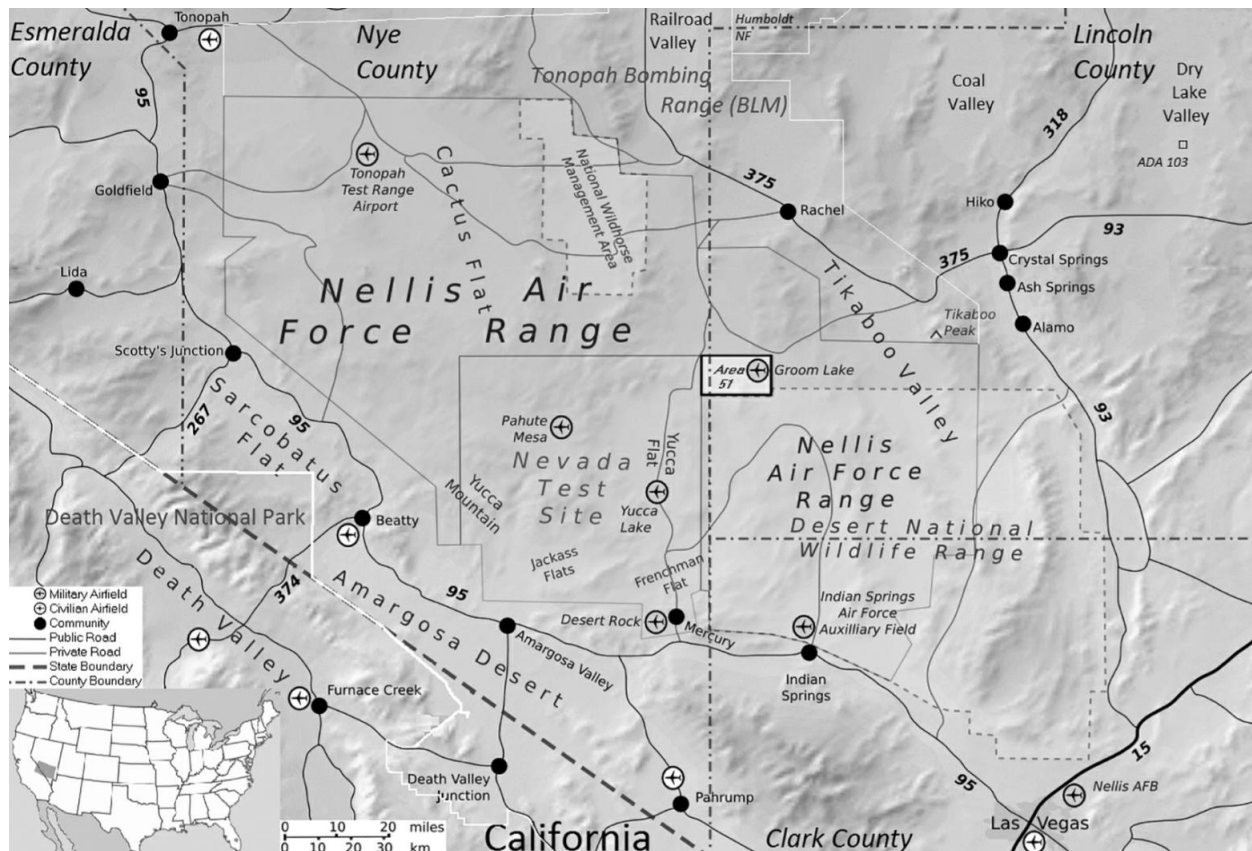 Esmeralda
County
Tonopah
Nye
County
Railroad
Valley
Humboldt
NF
Lincoln
County
Tonopah Bombing
Range (BLM)
Coal
Valley
Dry
Lake
Valley
ADA 103
95
318
Tonopah
Test Range
Airport
Cactus Flat
National Wildhorse
Management Area
375
Goldfield
Rachel
Hiko
93
375
Crystal Springs
Ash Springs
Alamo
Lida
Nellis Air
Force Range
Tikaboo Valley
Tikaboo
Peak
Scotty's Junction
Area
51
Groom Lake
267
Sarcobatus
Flat
95
93
Pahute
Mesa
Nevada
Test
Site
Yucca
Flat
Yucca
Lake
Yucca
Mountain
Nellis
Air Force
Range
Desert National
Wildlife Range
Death Valley National Park
Beatty
Jackass
Flats
Frenchman
Flat
Death Valley
374
Amargosa Desert
95
Desert Rock
Mercury
Indian Springs
Air Force
Auxilliary Field
Amargosa Valley
Indian
Springs
Military Airfield
Civilian Airfield
Community
Public Road
Private Road
State Boundary
County Boundary
Furnace Creek
Death Valley
Junction
Pahrump
95
15
Nellis AFB
Las Vegas
0 10 20 miles
0 10 20 30 km
California
Clark County